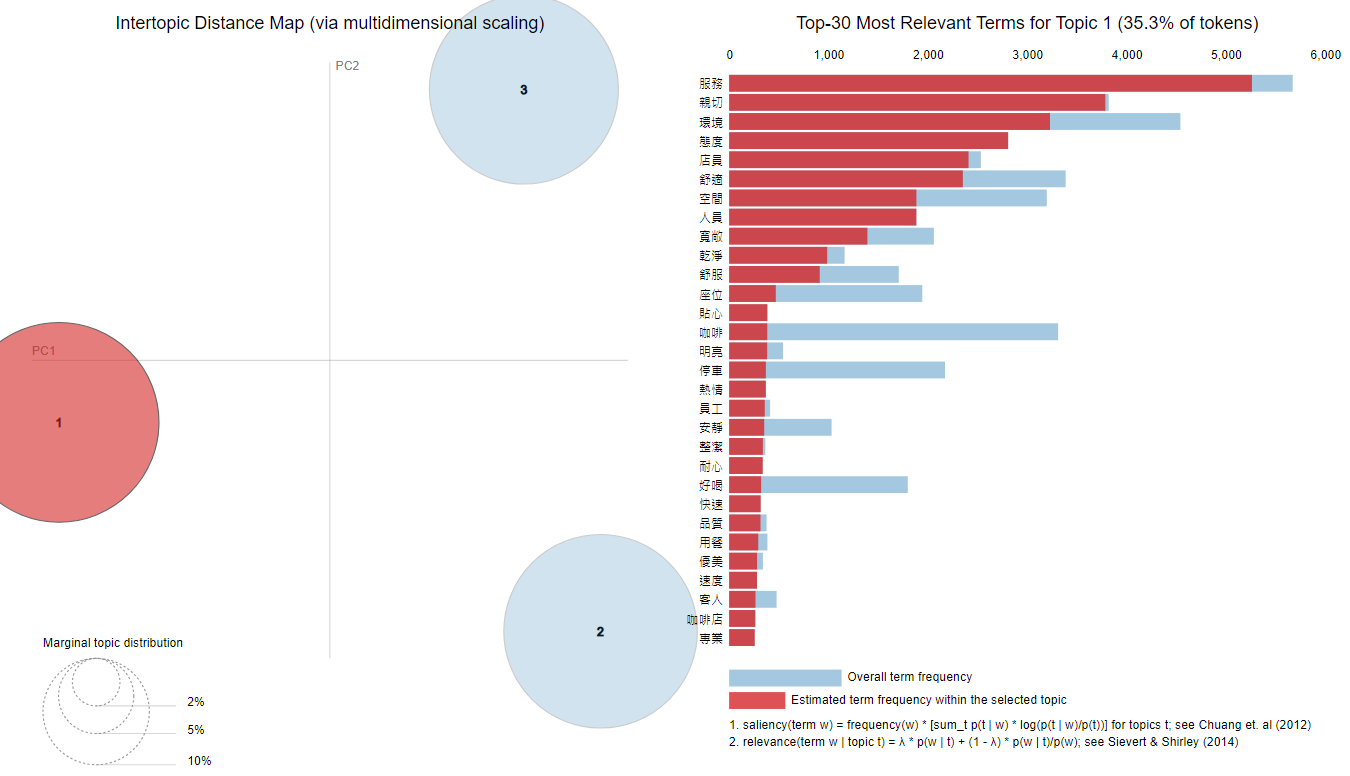 Intertopic Distance Map (via multidimensional scaling)
PC2
3
PC1
1
2
Marginal topic distribution
2%
5%
10%
Top-30 Most Relevant Terms for Topic 1 (35.3% of tokens)
0 1,000 2,000 3,000 4,000 5,000 6,000
服務
親切
環境
態度
店員
舒適
空間
人員
寬敞
乾淨
舒服
座位
貼心
咖啡
明亮
停車
熱情
員工
安靜
整潔
耐心
好喝
快速
品質
用餐
優美
速度
客人
咖啡店
專業
Overall term frequency
Estimated term frequency within the selected topic
1. saliency(term w) = frequency(w) * [sum_t p(t | w) * log(p(t | w)/p(t))] for topics t; see Chuang et. al (2012)
2. relevance(term w | topic t) = λ * p(w | t) + (1 - λ) * p(w | t)/p(w); see Sievert & Shirley (2014)